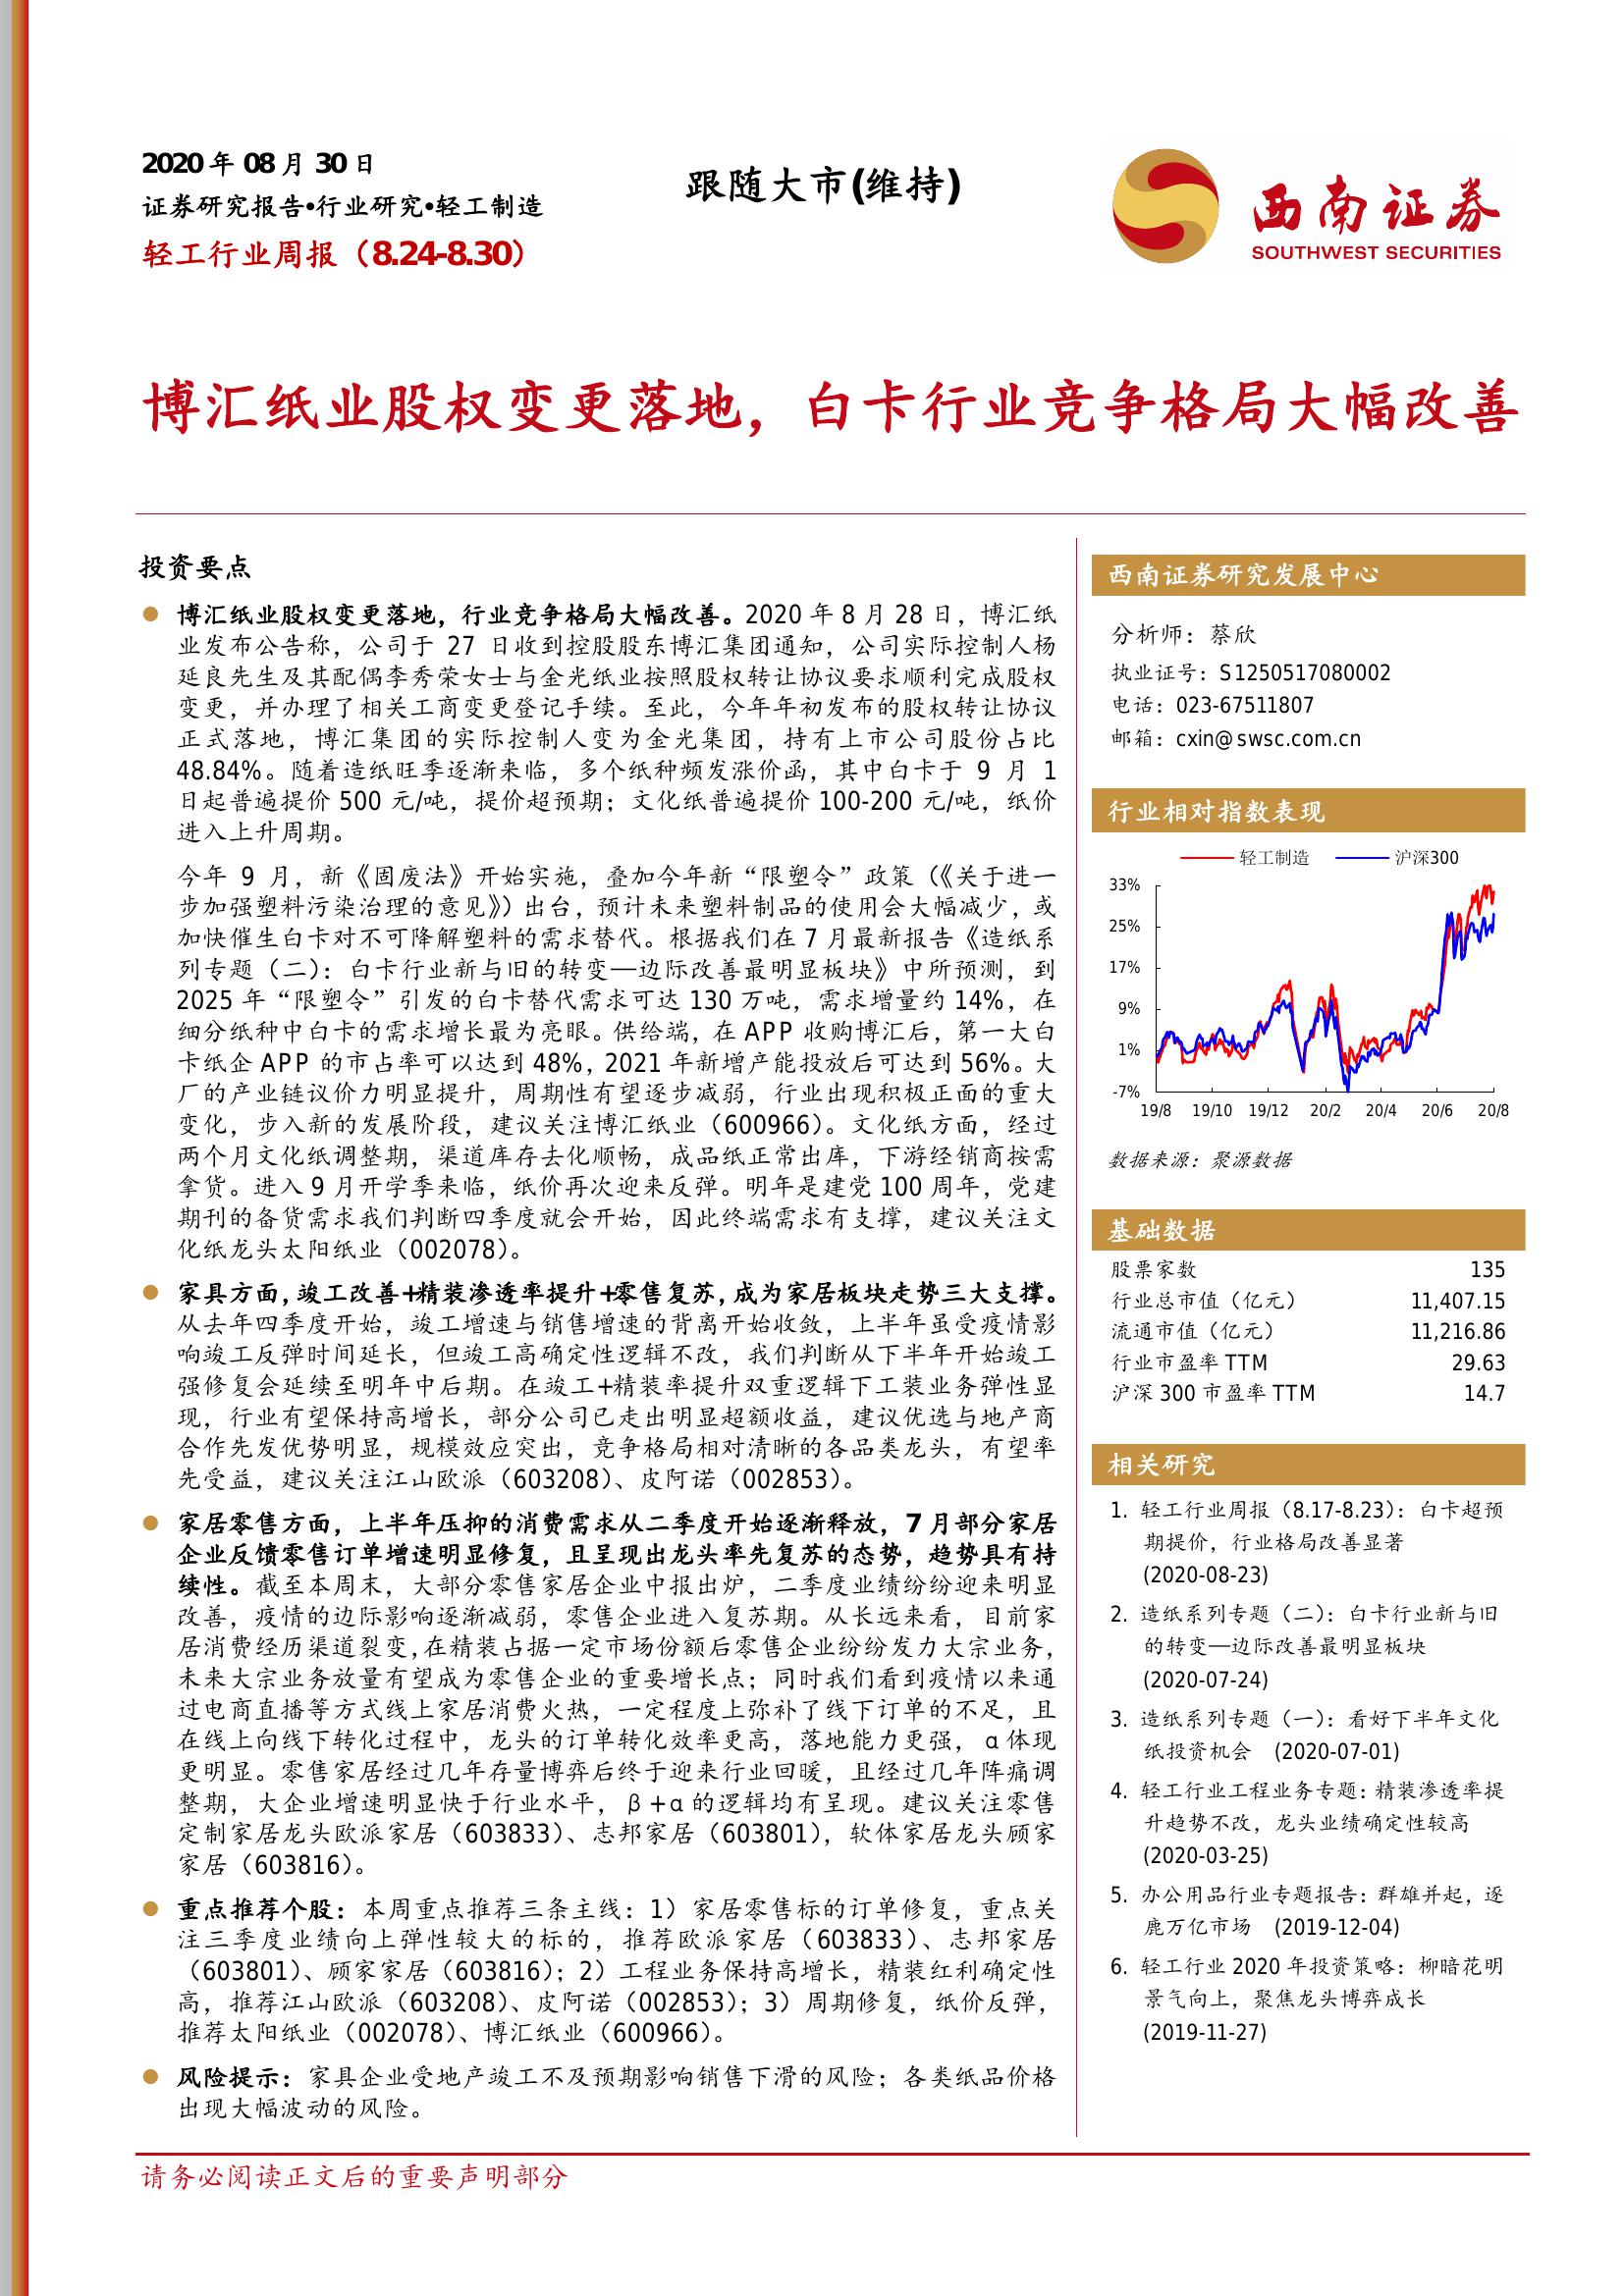 2020 年 08 月 30 日
证券研究报告•行业研究•轻工制造
轻工行业周报（8.24-8.30）
跟随大市(维持)
西南证券
SOUTHWEST SECURITIES
博汇纸业股权变更落地，白卡行业竞争格局大幅改善
投资要点
博汇纸业股权变更落地，行业竞争格局大幅改善。2020 年 8 月 28 日，博汇纸
业发布公告称，公司于 27 日收到控股股东博汇集团通知，公司实际控制人杨
延良先生及其配偶李秀荣女士与金光纸业按照股权转让协议要求顺利完成股权
变更，并办理了相关工商变更登记手续。至此，今年年初发布的股权转让协议
正式落地，博汇集团的实际控制人变为金光集团，持有上市公司股份占比
48.84%。随着造纸旺季逐渐来临，多个纸种频发涨价函，其中白卡于 9 月 1
日起普遍提价 500 元/吨，提价超预期；文化纸普遍提价 100-200 元/吨，纸价
进入上升周期。
今年 9 月，新《固废法》开始实施，叠加今年新“限塑令”政策（《关于进一
步加强塑料污染治理的意见》）出台，预计未来塑料制品的使用会大幅减少，或
加快催生白卡对不可降解塑料的需求替代。根据我们在 7 月最新报告《造纸系
列专题（二）：白卡行业新与旧的转变—边际改善最明显板块》中所预测，到
2025 年“限塑令”引发的白卡替代需求可达 130 万吨，需求增量约 14%，在
细分纸种中白卡的需求增长最为亮眼。供给端，在 APP 收购博汇后，第一大白
卡纸企 APP 的市占率可以达到 48%，2021 年新增产能投放后可达到 56%。大
厂的产业链议价力明显提升，周期性有望逐步减弱，行业出现积极正面的重大
变化，步入新的发展阶段，建议关注博汇纸业（600966）。文化纸方面，经过
两个月文化纸调整期，渠道库存去化顺畅，成品纸正常出库，下游经销商按需
拿货。进入 9 月开学季来临，纸价再次迎来反弹。明年是建党 100 周年，党建
期刊的备货需求我们判断四季度就会开始，因此终端需求有支撑，建议关注文
化纸龙头太阳纸业（002078）。
家具方面，竣工改善+精装渗透率提升+零售复苏，成为家居板块走势三大支撑。
从去年四季度开始，竣工增速与销售增速的背离开始收敛，上半年虽受疫情影
响竣工反弹时间延长，但竣工高确定性逻辑不改，我们判断从下半年开始竣工
强修复会延续至明年中后期。在竣工+精装率提升双重逻辑下工装业务弹性显
现，行业有望保持高增长，部分公司已走出明显超额收益，建议优选与地产商
合作先发优势明显，规模效应突出，竞争格局相对清晰的各品类龙头，有望率
先受益，建议关注江山欧派（603208）、皮阿诺（002853）。
家居零售方面，上半年压抑的消费需求从二季度开始逐渐释放，7 月部分家居
企业反馈零售订单增速明显修复，且呈现出龙头率先复苏的态势，趋势具有持
续性。截至本周末，大部分零售家居企业中报出炉，二季度业绩纷纷迎来明显
改善，疫情的边际影响逐渐减弱，零售企业进入复苏期。从长远来看，目前家
居消费经历渠道裂变，在精装占据一定市场份额后零售企业纷纷发力大宗业务，
未来大宗业务放量有望成为零售企业的重要增长点；同时我们看到疫情以来通
过电商直播等方式线上家居消费火热，一定程度上弥补了线下订单的不足，且
在线上向线下转化过程中，龙头的订单转化效率更高，落地能力更强，α 体现
更明显。零售家居经过几年存量博弈后终于迎来行业回暖，且经过几年阵痛调
整期，大企业增速明显快于行业水平，β+α 的逻辑均有呈现。建议关注零售
定制家居龙头欧派家居（603833）、志邦家居（603801），软体家居龙头顾家
家居（603816）。
重点推荐个股：本周重点推荐三条主线：1）家居零售标的订单修复，重点关
注三季度业绩向上弹性较大的标的，推荐欧派家居（603833）、志邦家居
（603801）、顾家家居（603816）；2）工程业务保持高增长，精装红利确定性
高，推荐江山欧派（603208）、皮阿诺（002853）；3）周期修复，纸价反弹，
推荐太阳纸业（002078）、博汇纸业（600966）。
风险提示：家具企业受地产竣工不及预期影响销售下滑的风险；各类纸品价格
出现大幅波动的风险。
西南证券研究发展中心
分析师：蔡欣
执业证号：S1250517080002
电话：023-67511807
邮箱：cxin@swsc.com.cn
行业相对指数表现
轻工制造 沪深300
33%
25%
17%
9%
1%
-7%
19/8 19/10 19/12 20/2 20/4 20/6 20/8
数据来源：聚源数据
基础数据
股票家数 135
行业总市值（亿元） 11,407.15
流通市值（亿元） 11,216.86
行业市盈率 TTM 29.63
沪深 300 市盈率 TTM 14.7
相关研究
1. 轻工行业周报（8.17-8.23）：白卡超预
期提价，行业格局改善显著
(2020-08-23)
2. 造纸系列专题（二）：白卡行业新与旧
的转变—边际改善最明显板块
(2020-07-24)
3. 造纸系列专题（一）：看好下半年文化
纸投资机会 (2020-07-01)
4. 轻工行业工程业务专题：精装渗透率提
升趋势不改，龙头业绩确定性较高
(2020-03-25)
5. 办公用品行业专题报告：群雄并起，逐
鹿万亿市场 (2019-12-04)
6. 轻工行业 2020 年投资策略：柳暗花明
景气向上，聚焦龙头博弈成长
(2019-11-27)
请务必阅读正文后的重要声明部分